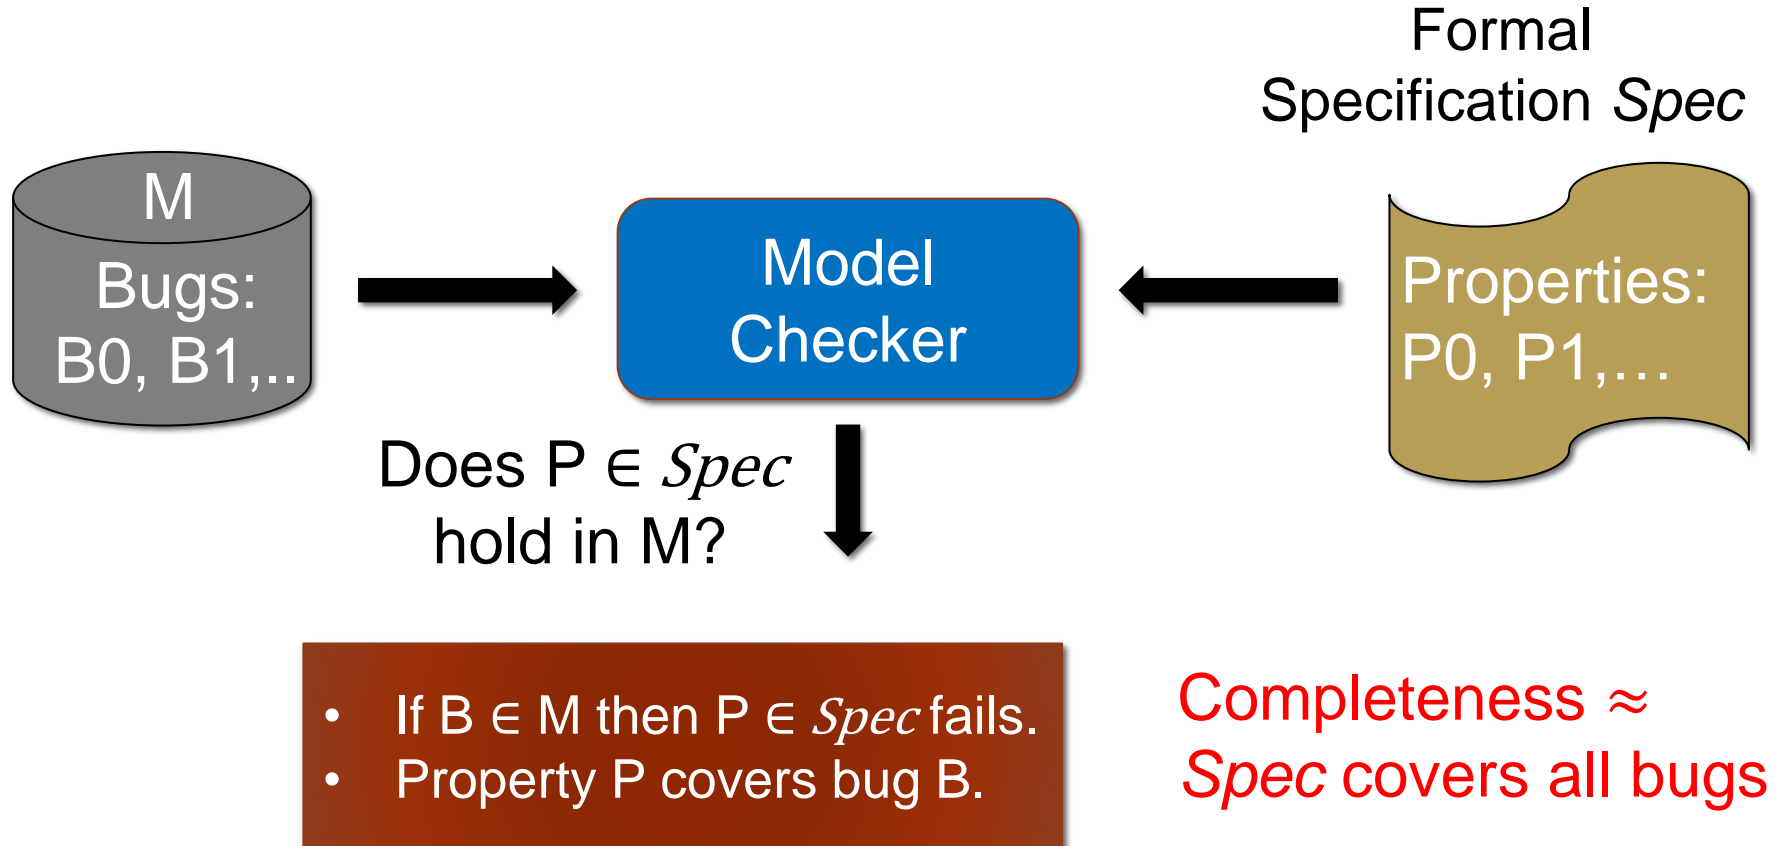 Formal
Specification Spec
M
Bugs:
B0, B1,..
Model
Checker
Properties:
P0, P1,…
Does P ∈ Spec
hold in M?
• If B ∈ M then P ∈ Spec fails.
• Property P covers bug B.
Completeness ≈
Spec covers all bugs